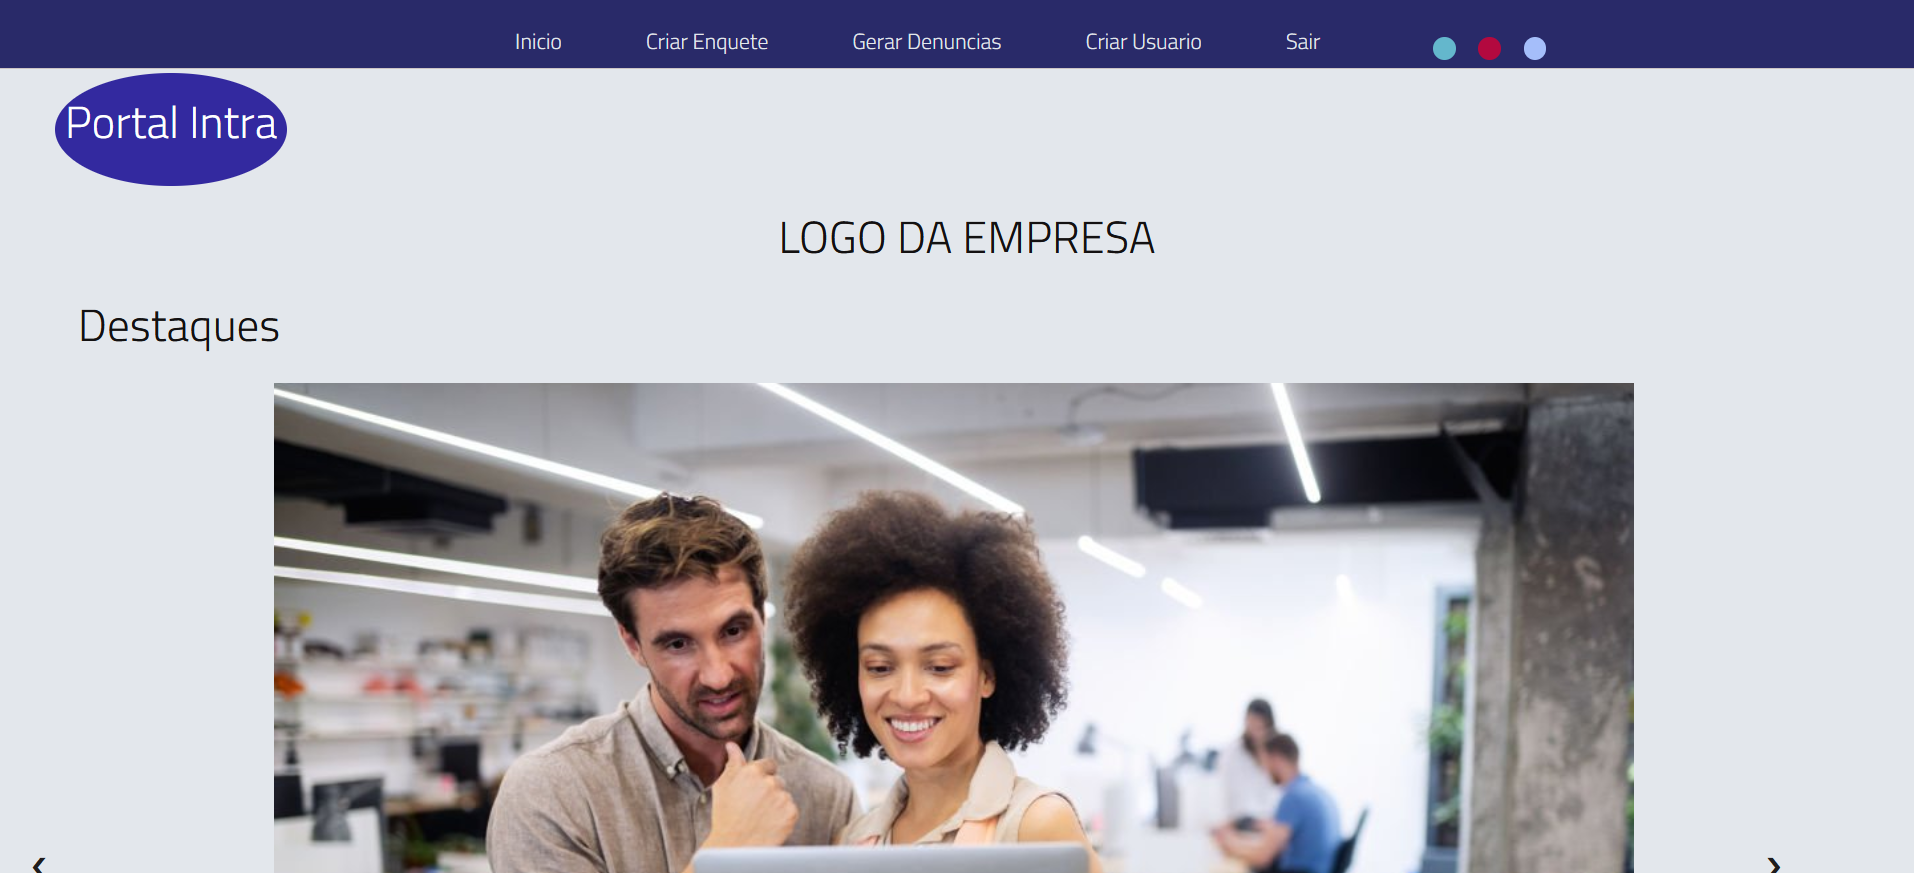 Inicio Criar Enquete Gerar Denuncias Criar Usuario Sair
Portal Intra
LOGO DA EMPRESA
Destaques